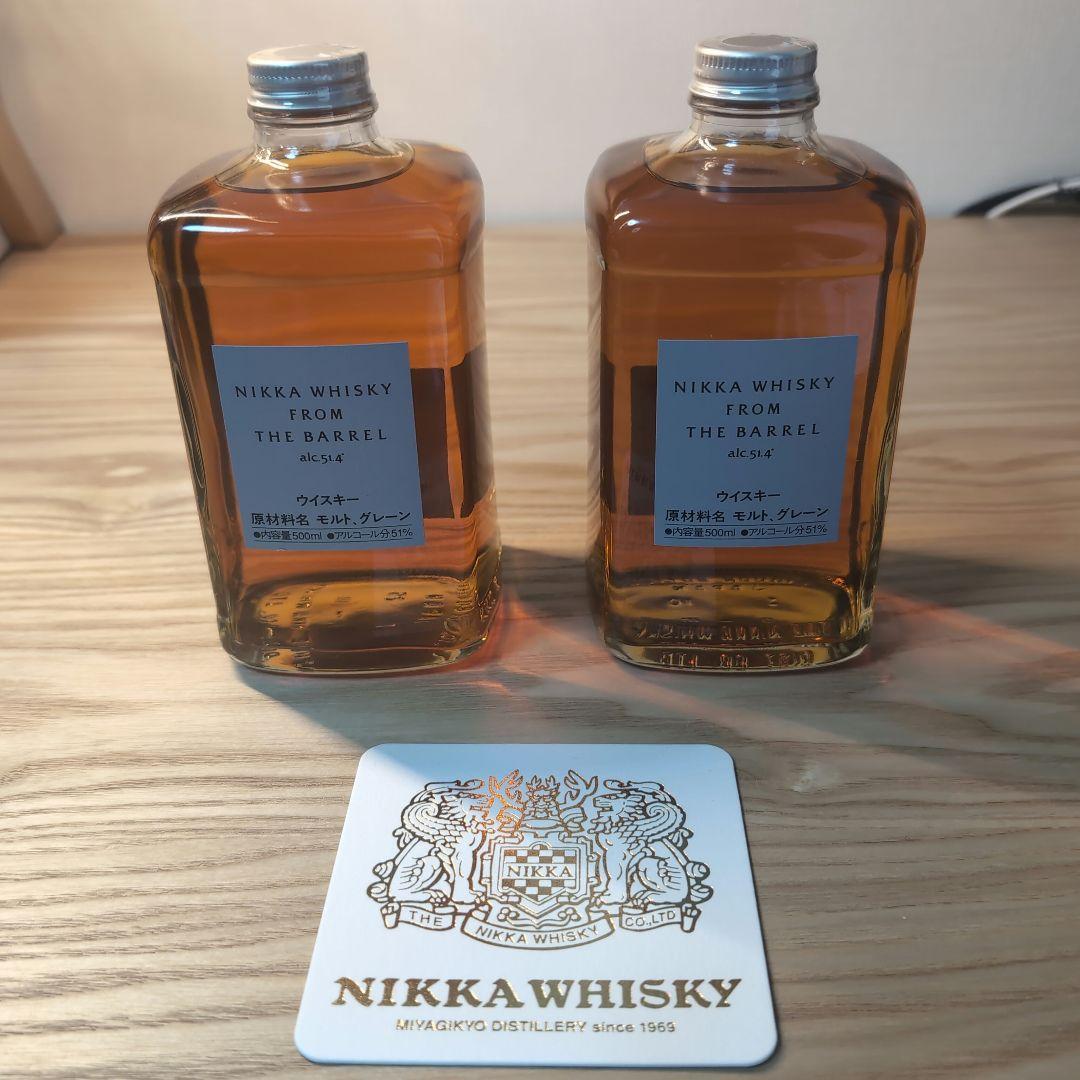 NIKKA WHISKY
FROM
THE BARREL
alc.51.4°
ウイスキー
原材料名 モルト、グレーン
●内容量500ml ●アルコール分51%
NIKKA WHISKY
FROM
THE BARREL
alc.51.4°
ウイスキー
原材料名 モルト、グレーン
●内容量500ml ●アルコール分51%
NIKKA
THE NIKKA WHISKY CO.,LTD
NIKKA WHISKY
MIYAGIKYO DISTILLERY since 1969